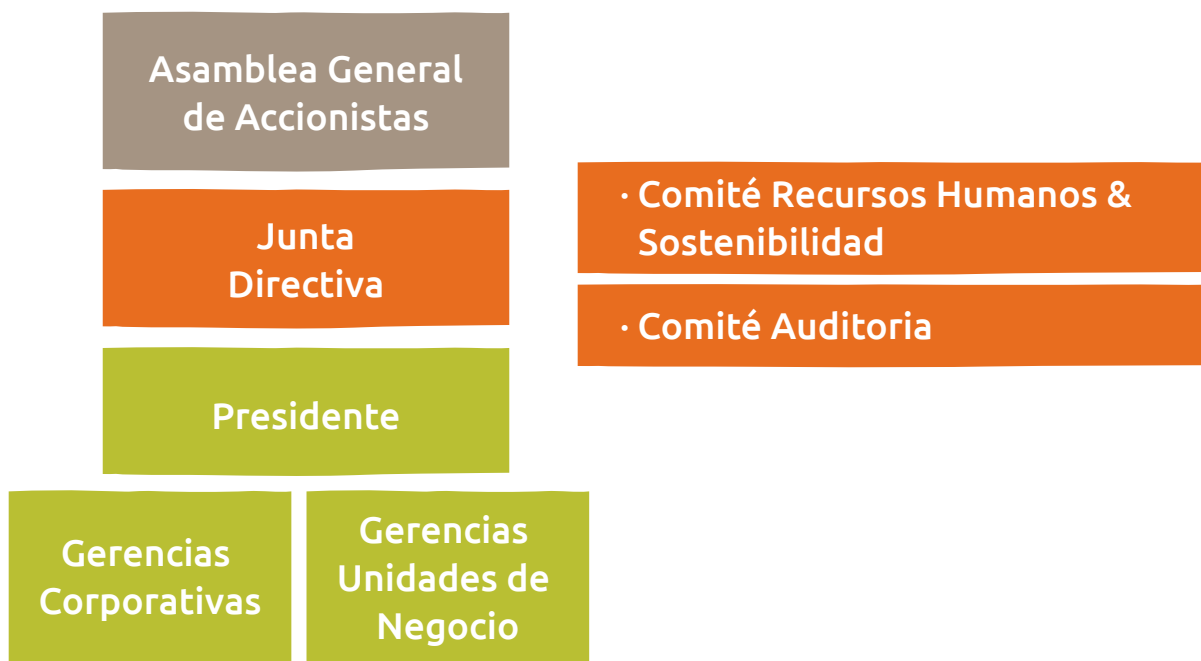 Asamblea General
de Accionistas
Junta
Directiva
· Comité Recursos Humanos &
Sostenibilidad
· Comité Auditoria
Presidente
Gerencias
Corporativas
Gerencias
Unidades de
Negocio